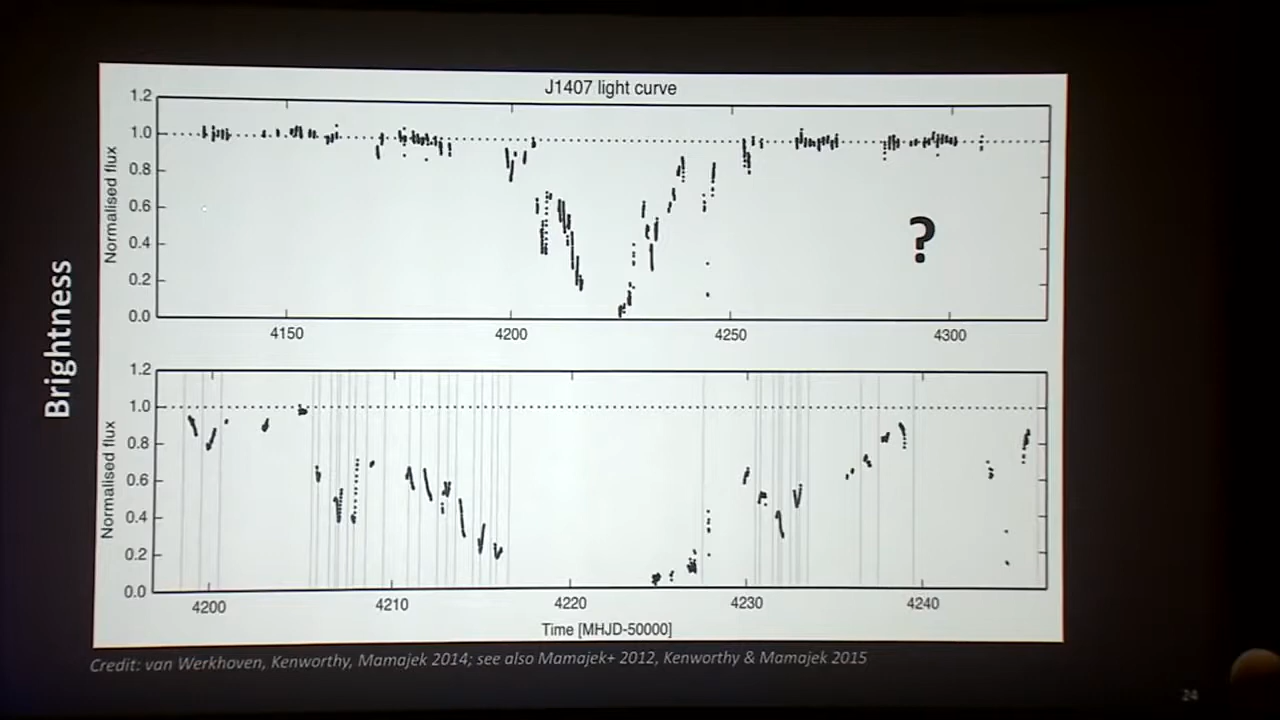 J1407 light curve
1.2
1.0
0.8
0.6
0.4
0.2
0.0
Normalised flux
?
4150 4200 4250 4300
Brightness
1.2
1.0
0.8
0.6
0.4
0.2
0.0
Normalised flux
4200 4210 4220 4230 4240
Time [MHJD-50000]
Credit: van Werkhoven, Kenworthy, Mamajek 2014; see also Mamajek+ 2012, Kenworthy & Mamajek 2015
24